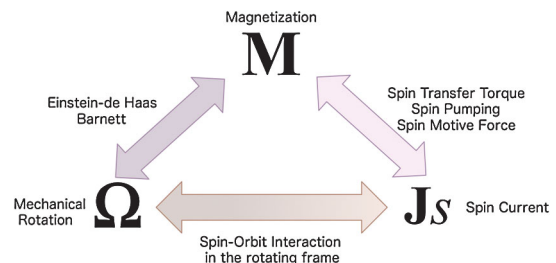 Magnetization
M
Einstein-de Haas
Barnett
Spin Transfer Torque
Spin Pumping
Spin Motive Force
Mechanical
Rotation
Ω
Js
Spin Current
Spin-Orbit Interaction
in the rotating frame